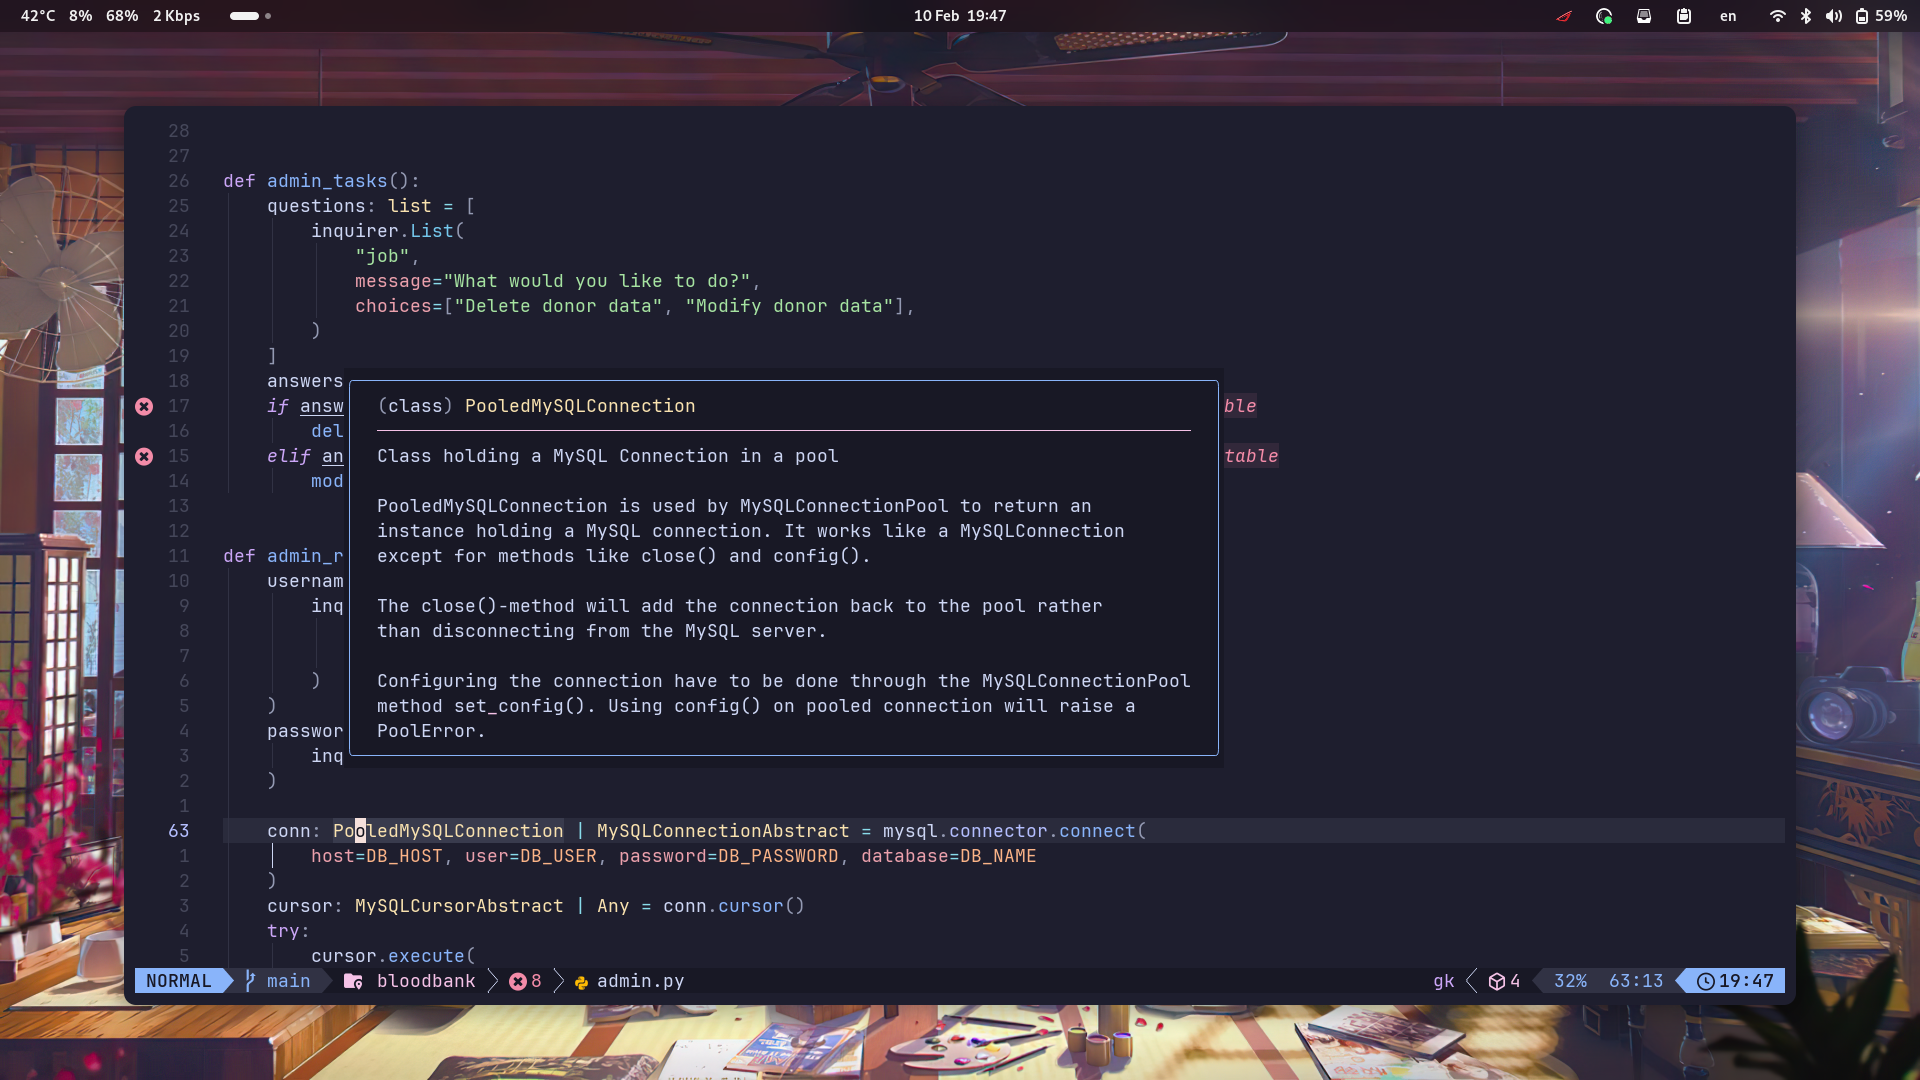 42°C 8% 68% 2 Kbps 10 Feb 19:47 en 59%
28
27
26 def admin_tasks():
25 questions: list = [
24 inquirer.List(
23 "job",
22 message="What would you like to do?",
21 choices=["Delete donor data", "Modify donor data"],
20 )
19 ]
18 answers
17 if answ ble
16 del
15 elif an table
14 mod
13
12
11 def admin_r
10 usernam
9 inq
8
7
6 )
5 )
4 passwor
3 inq
2 )
1
(class) PooledMySQLConnection
Class holding a MySQL Connection in a pool
PooledMySQLConnection is used by MySQLConnectionPool to return an
instance holding a MySQL connection. It works like a MySQLConnection
except for methods like close() and config().
The close()-method will add the connection back to the pool rather
than disconnecting from the MySQL server.
Configuring the connection have to be done through the MySQLConnectionPool
method set_config(). Using config() on pooled connection will raise a
PoolError.
63 conn: PooledMySQLConnection | MySQLConnectionAbstract = mysql.connector.connect(
1 host=DB_HOST, user=DB_USER, password=DB_PASSWORD, database=DB_NAME
2 )
3 cursor: MySQLCursorAbstract | Any = conn.cursor()
4 try:
5 cursor.execute(
NORMAL main bloodbank 8 admin.py gk 4 32% 63:13 19:47